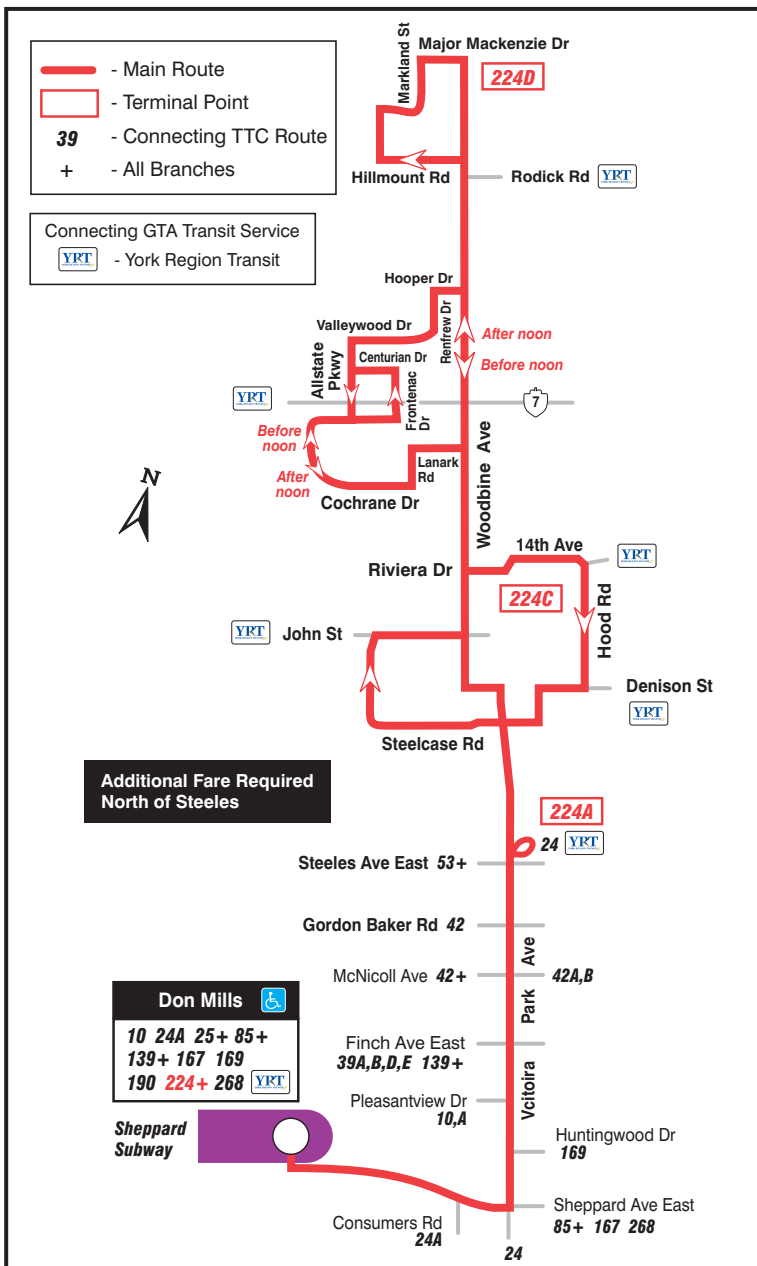 Major Mackenzie Dr
Markland St
- Main Route
- Terminal Point
39 - Connecting TTC Route
+ - All Branches
224D
Hillmount Rd
Rodick Rd YRT
Connecting GTA Transit Service
YRT - York Region Transit
Hooper Dr
Renfrew Dr
After noon
Before noon
Valleywood Dr
Centurian Dr
Allstate
Pkwy
Frontenac
Dr
YRT
7
Before
noon
After
noon
Lanark
Rd
Cochrane Dr
Woodbine Ave
N
14th Ave
YRT
Riviera Dr
224C
Hood Rd
YRT John St
Denison St
YRT
Steelcase Rd
Additional Fare Required
North of Steeles
224A
24 YRT
Steeles Ave East 53+
Gordon Baker Rd 42
McNicoll Ave 42+
42A,B
Vcitoira Park Ave
Finch Ave East
39A,B,D,E 139+
Pleasantview Dr
10,A
Huntingwood Dr
169
Don Mills
10 24A 25+ 85+
139+ 167 169
190 224+ 268 YRT
Sheppard
Subway
Sheppard Ave East
85+ 167 268
Consumers Rd
24A
24